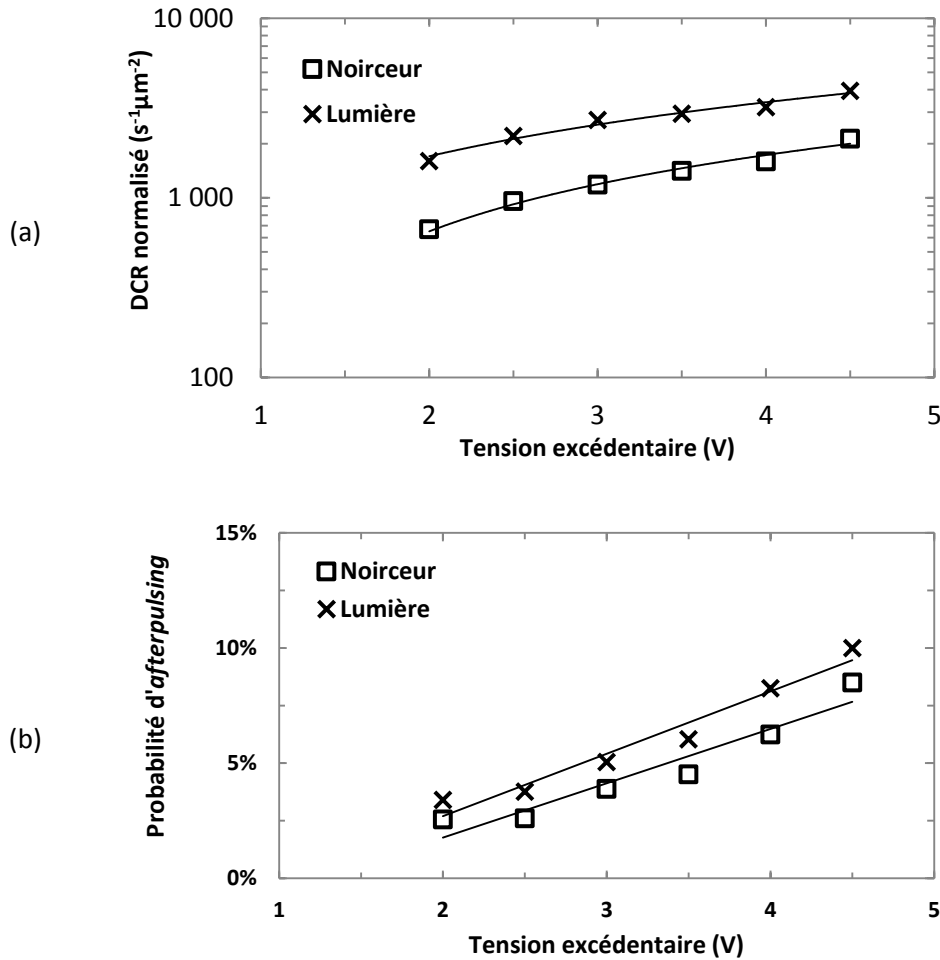 (a)
DCR normalisé (s⁻¹µm⁻²)
10 000
1 000
100
Noirceur
Lumière
1 2 3 4 5
Tension excédentaire (V)
(b)
Probabilité d'afterpulsing
15%
10%
5%
0%
Noirceur
Lumière
1 2 3 4 5
Tension excédentaire (V)